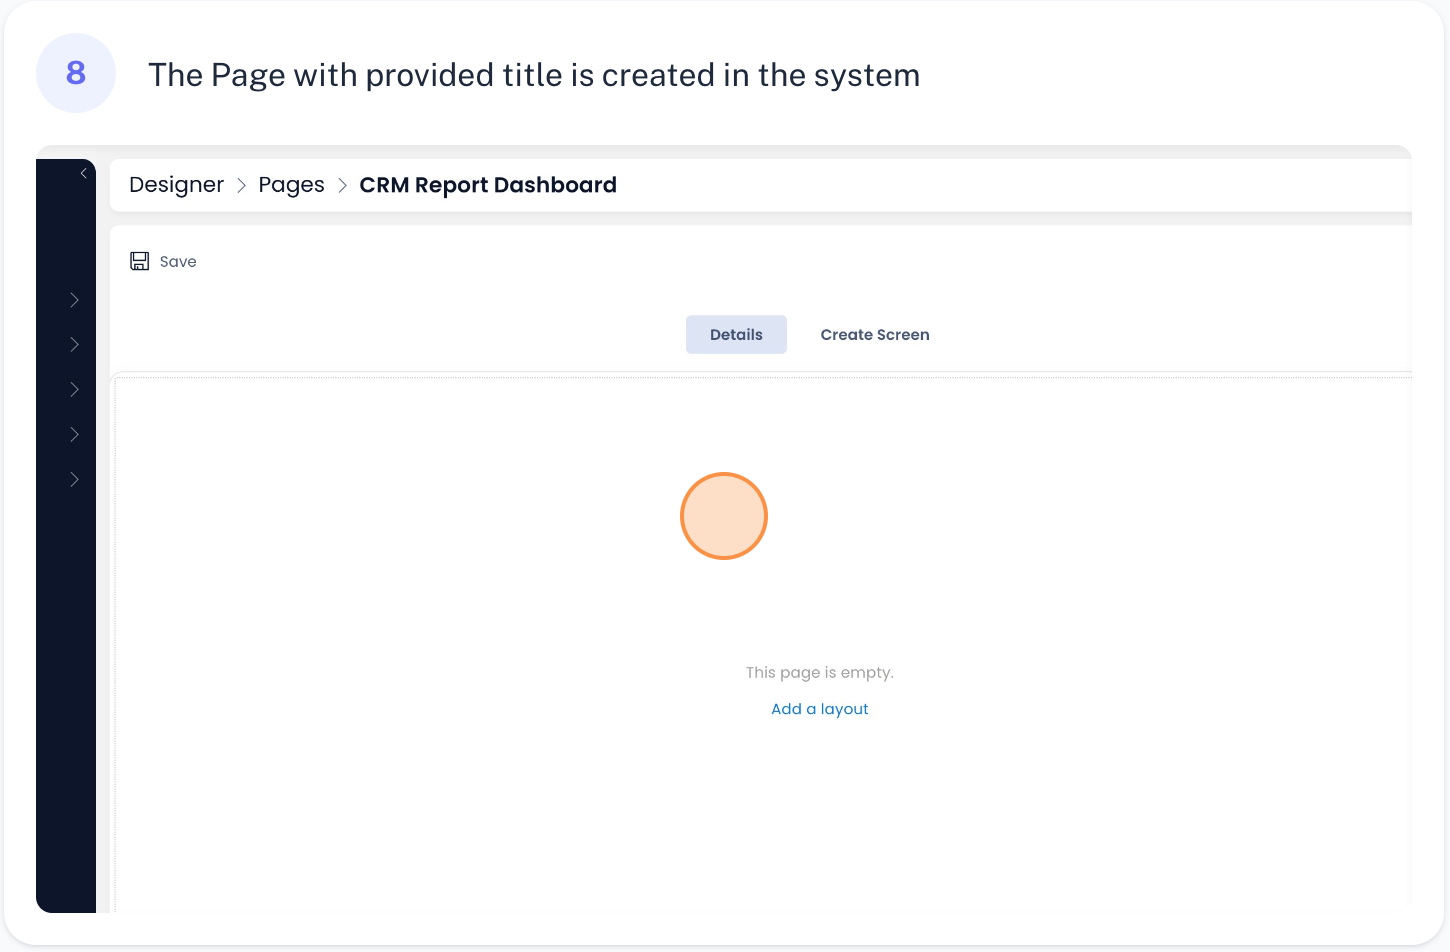 8
The Page with provided title is created in the system
Designer > Pages > CRM Report Dashboard
Save
Details Create Screen
This page is empty.
Add a layout